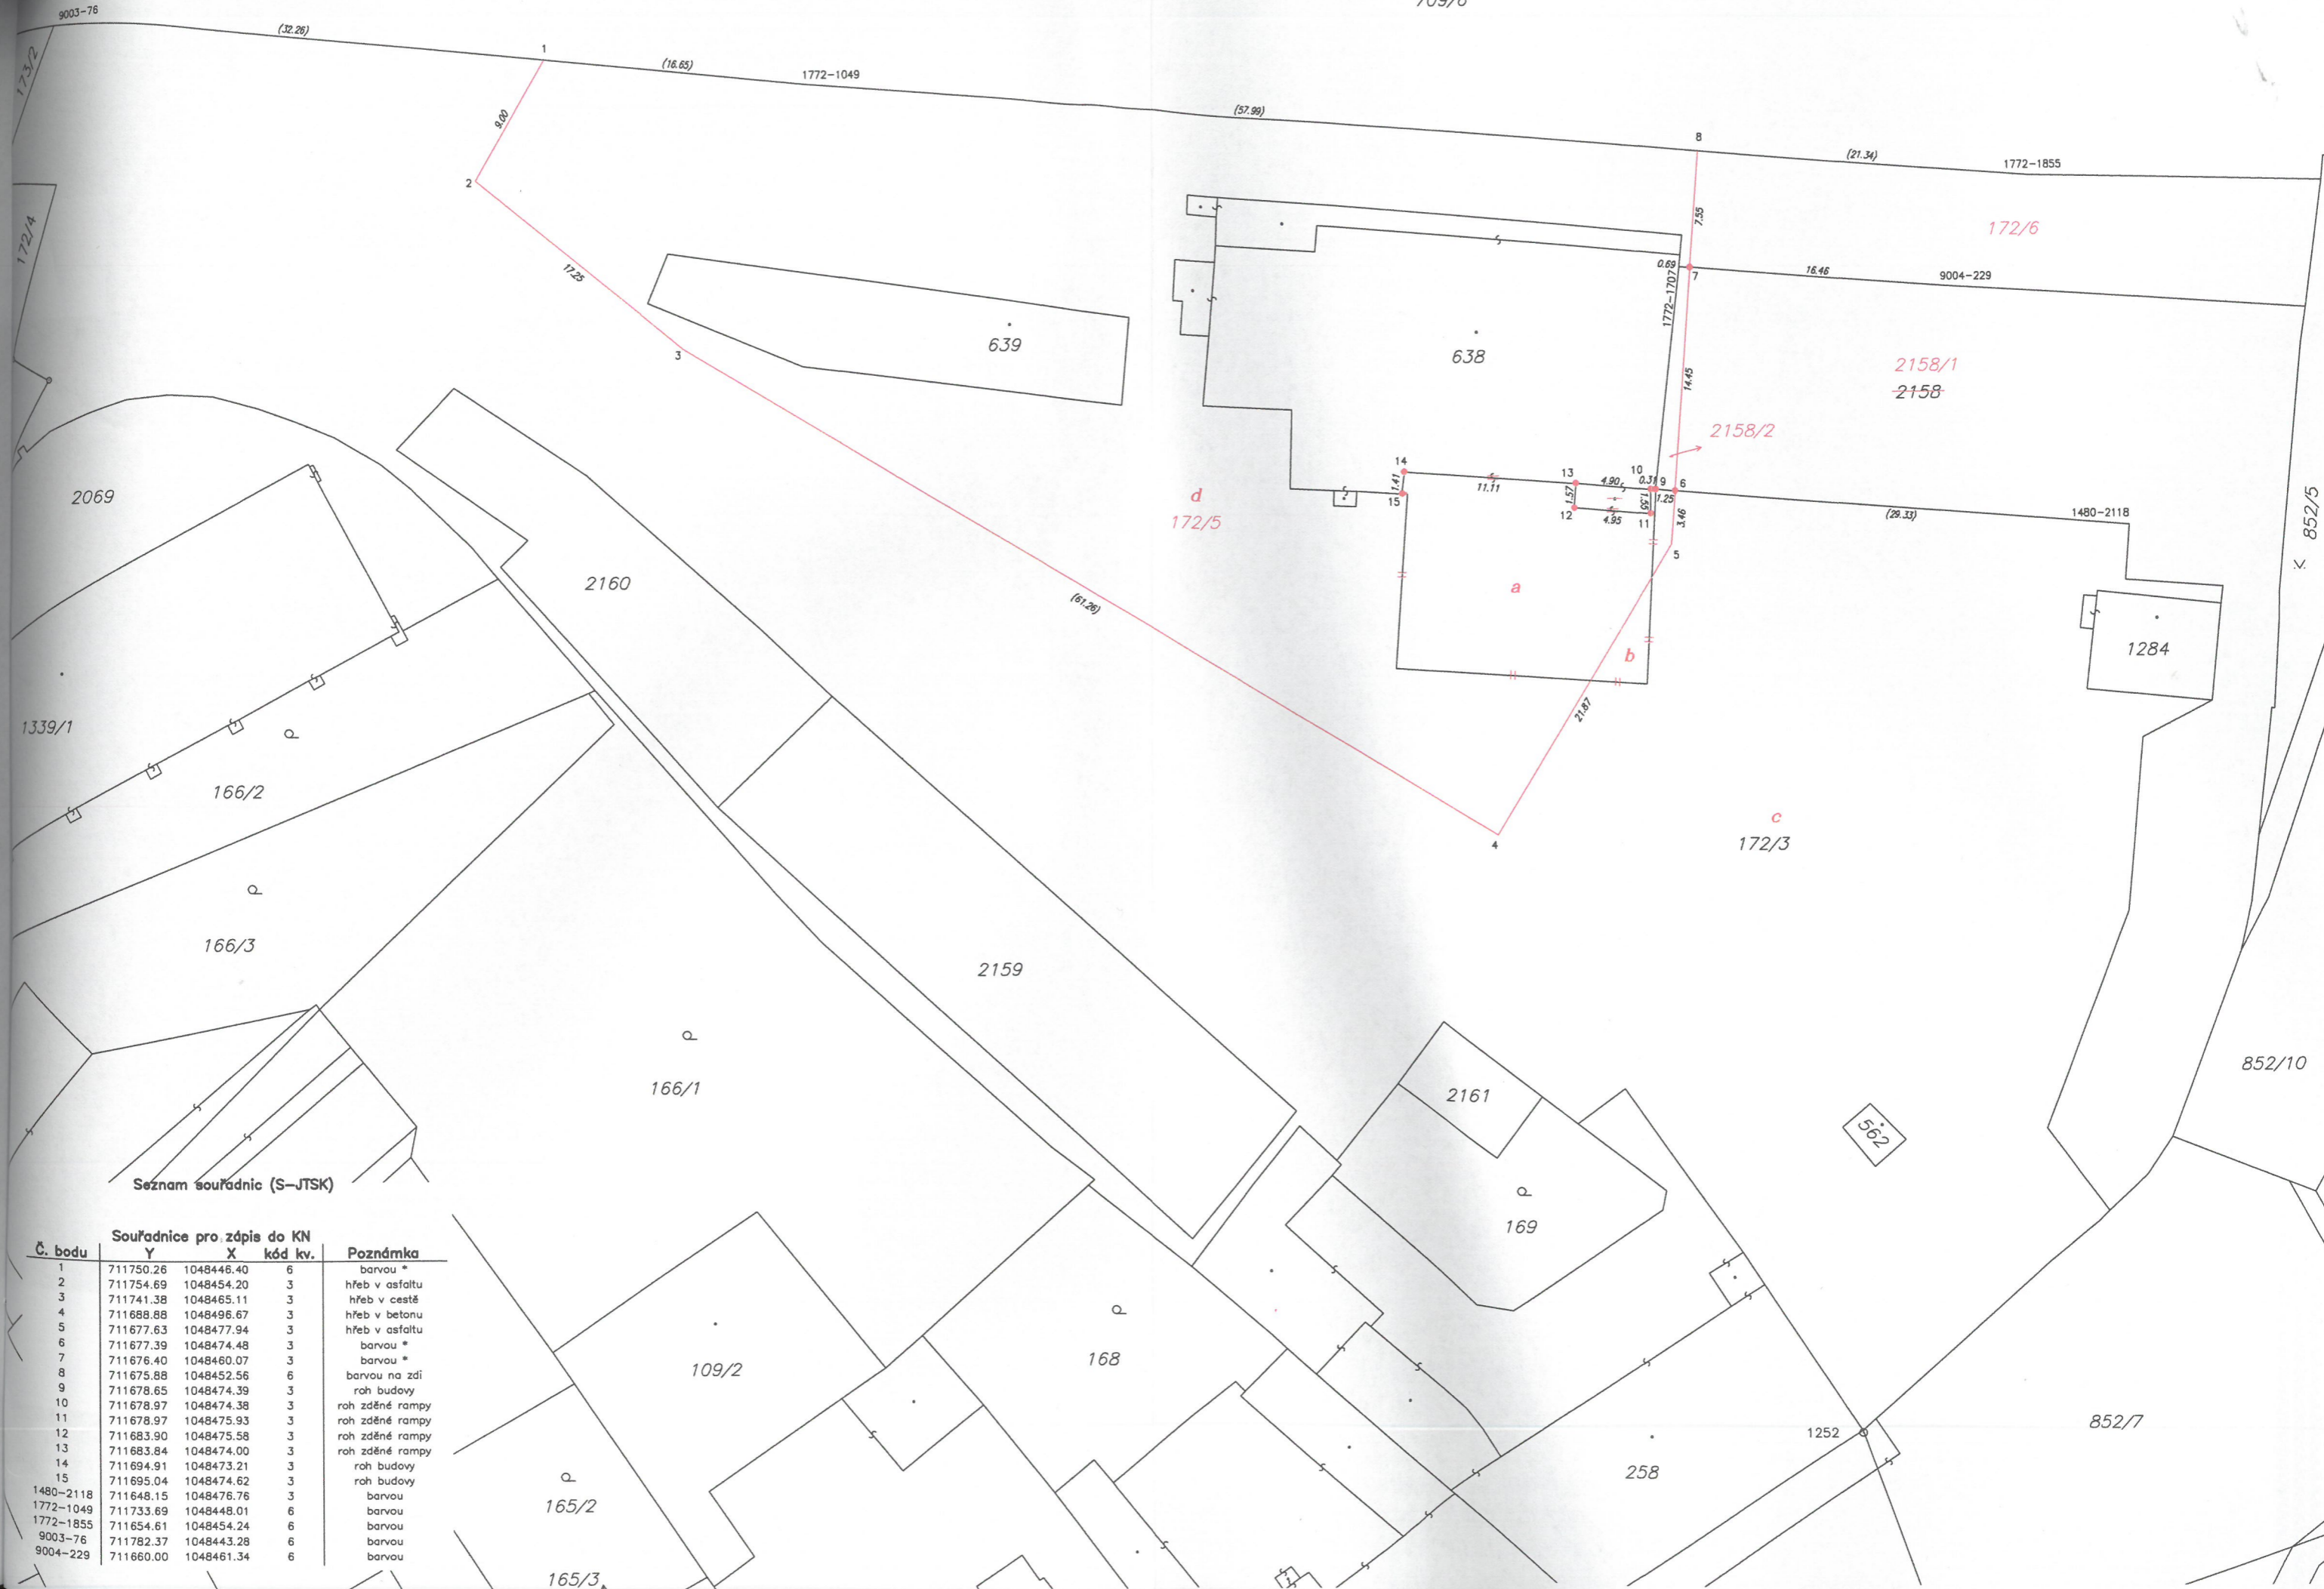 709/6
9003-76
(32.26)
1
(16.65)
1772-1049
(57.99)
8
(21.34)
1772-1855
173/2
9.00
2
172/4
17.25
3
639
7.55
172/6
0.69
7
16.46
9004-229
1772-1707
638
14.45
2158/1
2158
2158/2
852/5
14
13
10
1.41
11.11
4.90
0.31
9
6
1.25
15
1.57
1.55
12
4.95
11
3.46
5
(29.33)
1480-2118
d
172/5
2069
2160
(61.26)
a
b
1284
21.87
1339/1
166/2
4
c
172/3
166/3
2159
166/1
2161
562
852/10
169
168
109/2
165/2
165/3
1252
258
852/7
Seznam souřadnic (S-JTSK)
Souřadnice pro zápis do KN
Č. bodu Y X kód kv. Poznámka
1 711750.26 1048446.40 6 barvou *
2 711754.69 1048454.20 3 hřeb v asfaltu
3 711741.38 1048465.11 3 hřeb v cestě
4 711688.88 1048496.67 3 hřeb v betonu
5 711677.63 1048477.94 3 hřeb v asfaltu
6 711677.39 1048474.48 3 barvou *
7 711676.40 1048460.07 3 barvou *
8 711675.88 1048452.56 6 barvou na zdi
9 711678.65 1048474.39 3 roh budovy
10 711678.97 1048474.38 3 roh zděné rampy
11 711678.97 1048475.93 3 roh zděné rampy
12 711683.90 1048475.58 3 roh zděné rampy
13 711683.84 1048474.00 3 roh zděné rampy
14 711694.91 1048473.21 3 roh budovy
15 711695.04 1048474.62 3 roh budovy
1480-2118 711648.15 1048476.76 3 barvou
1772-1049 711733.69 1048448.01 6 barvou
1772-1855 711654.61 1048454.24 6 barvou
9003-76 711782.37 1048443.28 6 barvou
9004-229 711660.00 1048461.34 6 barvou